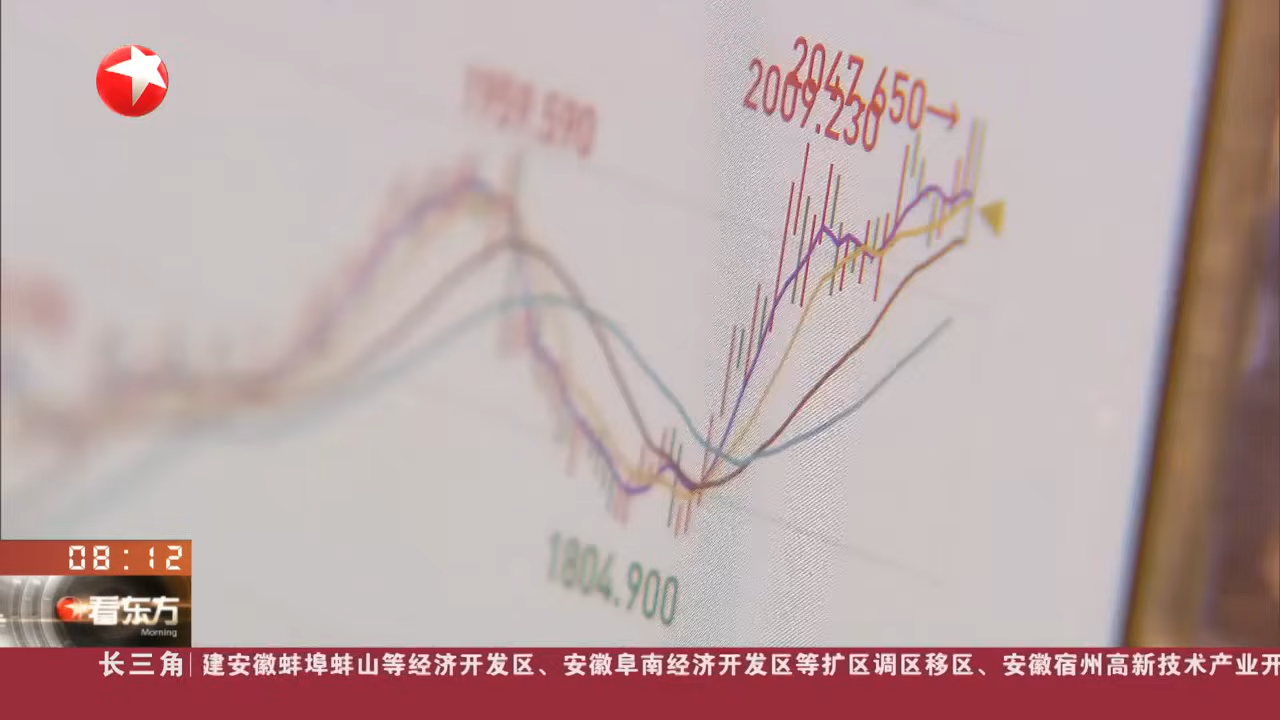 2047.650→
2009.230
1959.590
1804.900
08:12
看东方
Morning
长三角 建安徽蚌埠蚌山等经济开发区、安徽阜南经济开发区等扩区调区移区、安徽宿州高新技术产业开